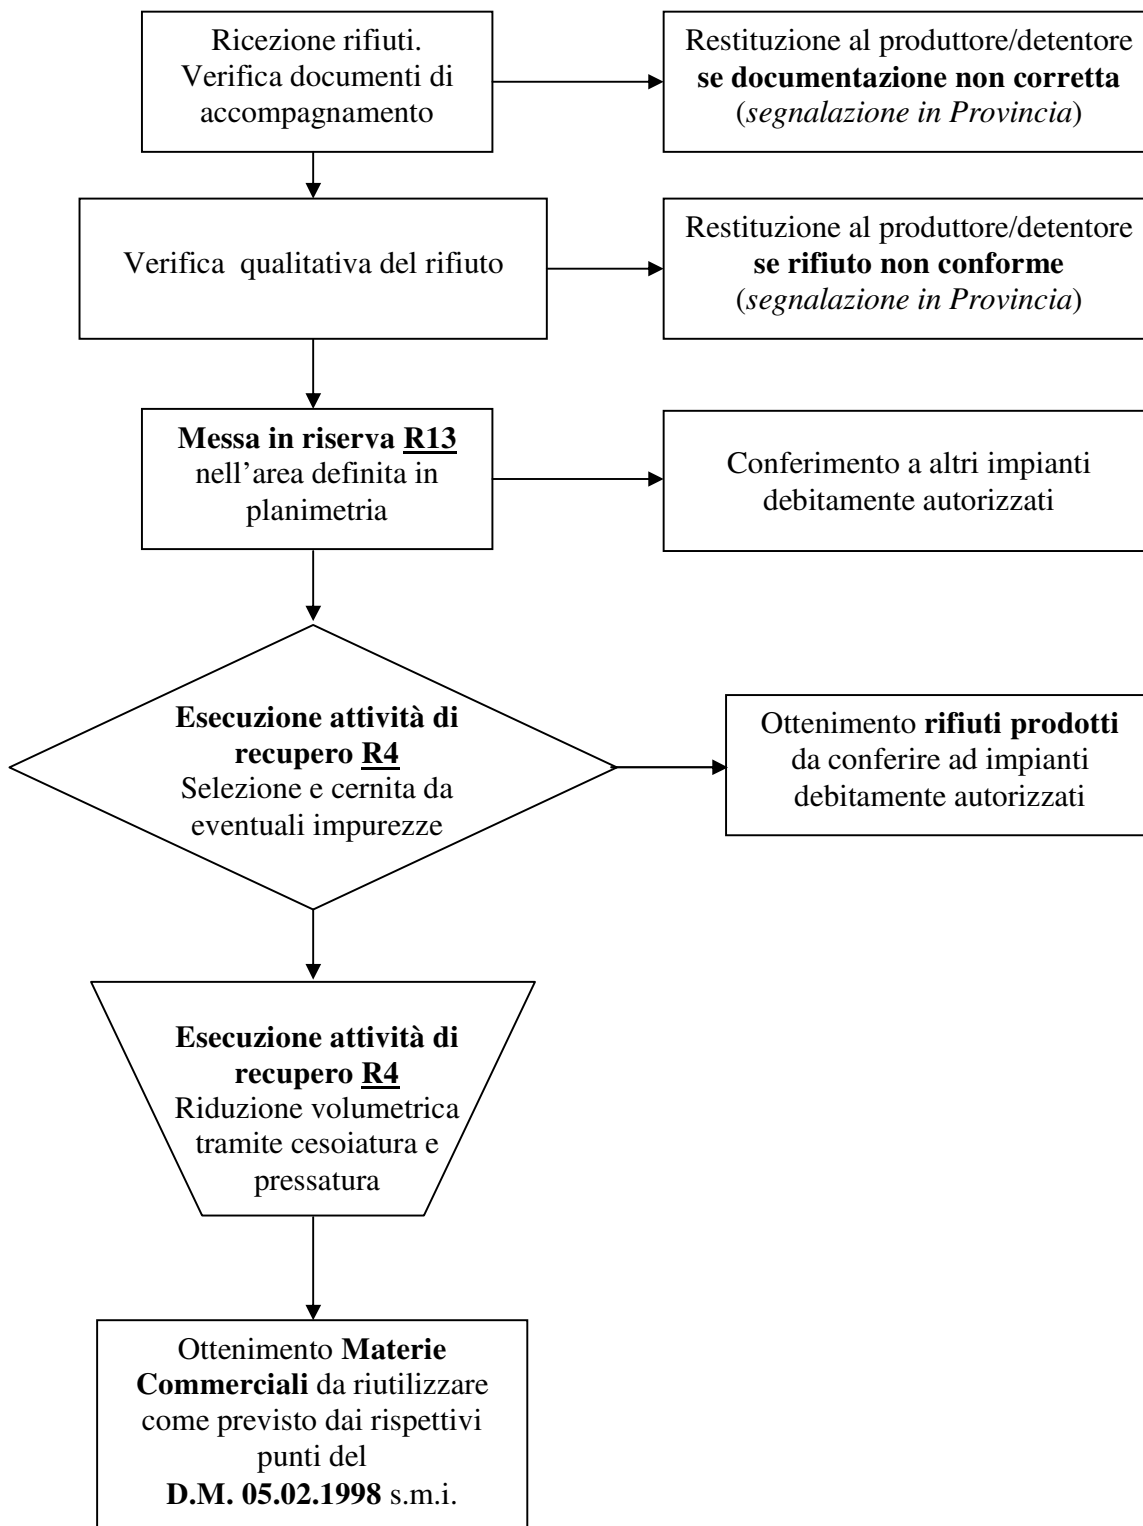 Ricezione rifiuti.
Verifica documenti di
accompagnamento
Restituzione al produttore/detentore
se documentazione non corretta
(segnalazione in Provincia)
Verifica  qualitativa del rifiuto
Restituzione al produttore/detentore
se rifiuto non conforme
(segnalazione in Provincia)
Messa in riserva R13
nell’area definita in
planimetria
Conferimento a altri impianti
debitamente autorizzati
Esecuzione attività di
recupero R4
Selezione e cernita da
eventuali impurezze
Ottenimento rifiuti prodotti
da conferire ad impianti
debitamente autorizzati
Esecuzione attività di
recupero R4
Riduzione volumetrica
tramite cesoiatura e
pressatura
Ottenimento Materie
Commerciali da riutilizzare
come previsto dai rispettivi
punti del
D.M. 05.02.1998 s.m.i.